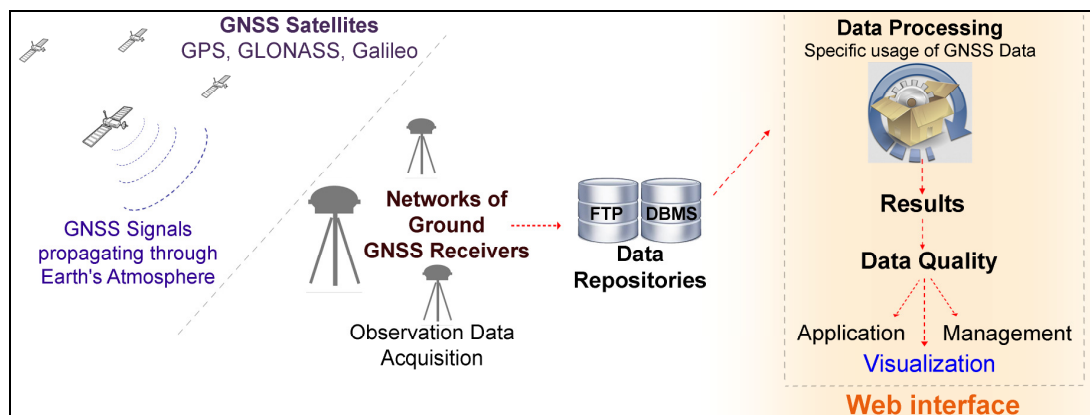 GNSS Satellites
GPS, GLONASS, Galileo
GNSS Signals
propagating through
Earth's Atmosphere
Networks of
Ground
GNSS Receivers
Observation Data
Acquisition
FTP DBMS
Data
Repositories
Data Processing
Specific usage of GNSS Data
Results
Data Quality
Application Management
Visualization
Web interface